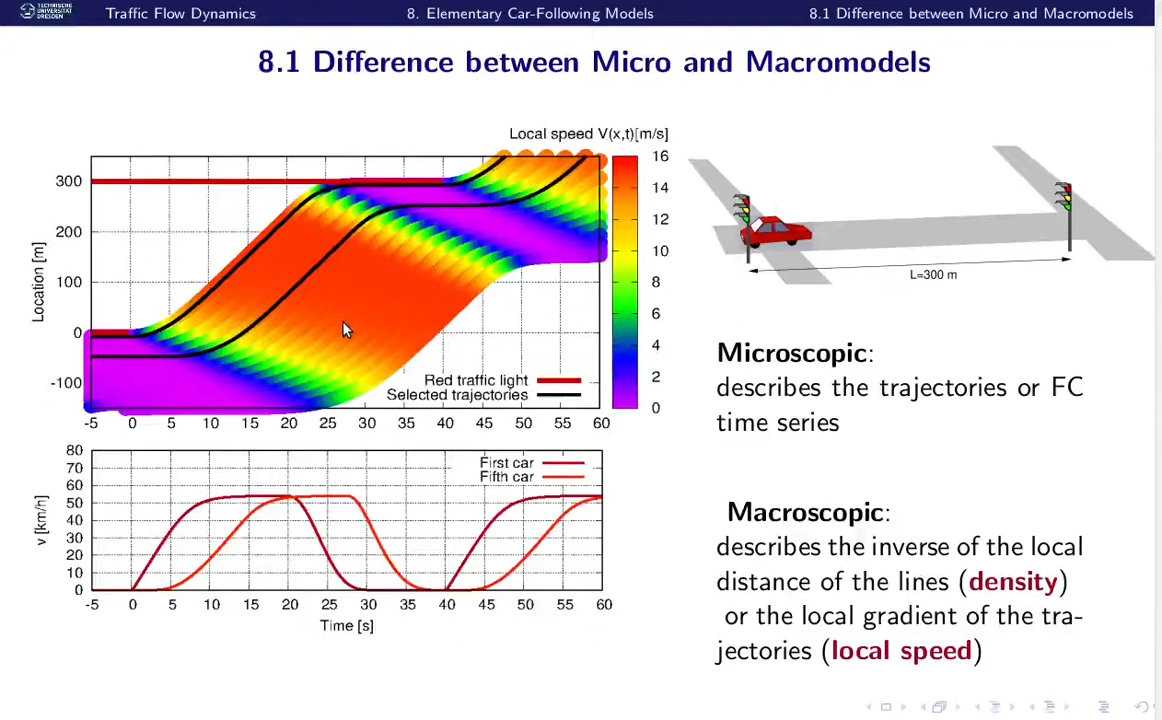 TECHNISCHE
UNIVERSITÄT
DRESDEN
Traffic Flow Dynamics
8. Elementary Car-Following Models
8.1 Difference between Micro and Macromodels
8.1 Difference between Micro and Macromodels
Local speed V(x,t)[m/s]
300
200
100
0
-100
Location [m]
-5 0 5 10 15 20 25 30 35 40 45 50 55 60
Red traffic light
Selected trajectories
16
14
12
10
8
6
4
2
0
80
70
60
50
40
30
20
10
0
v [km/h]
First car
Fifth car
-5 0 5 10 15 20 25 30 35 40 45 50 55 60
Time [s]
L=300 m
Microscopic:
describes the trajectories or FC
time series
Macroscopic:
describes the inverse of the local
distance of the lines (density)
or the local gradient of the tra-
jectories (local speed)